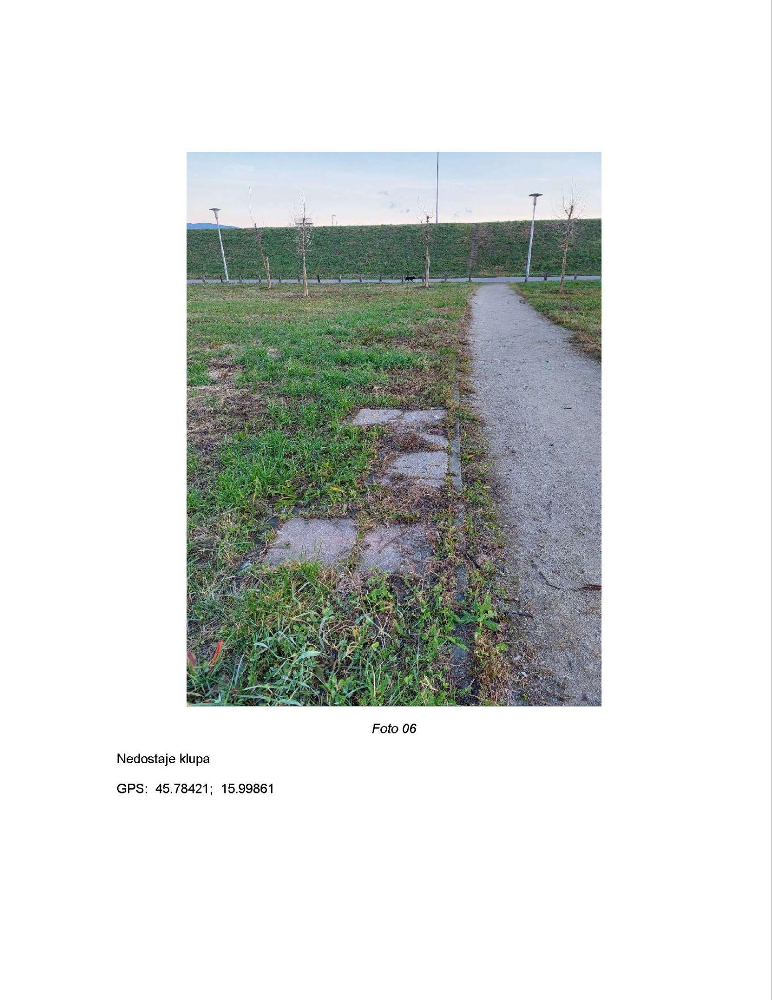 Foto 06
Nedostaje klupa
GPS: 45.78421; 15.99861